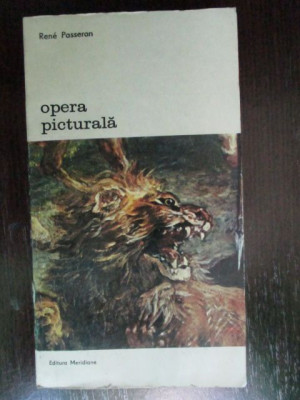 René Passeron
opera
picturală
Editura Meridiane